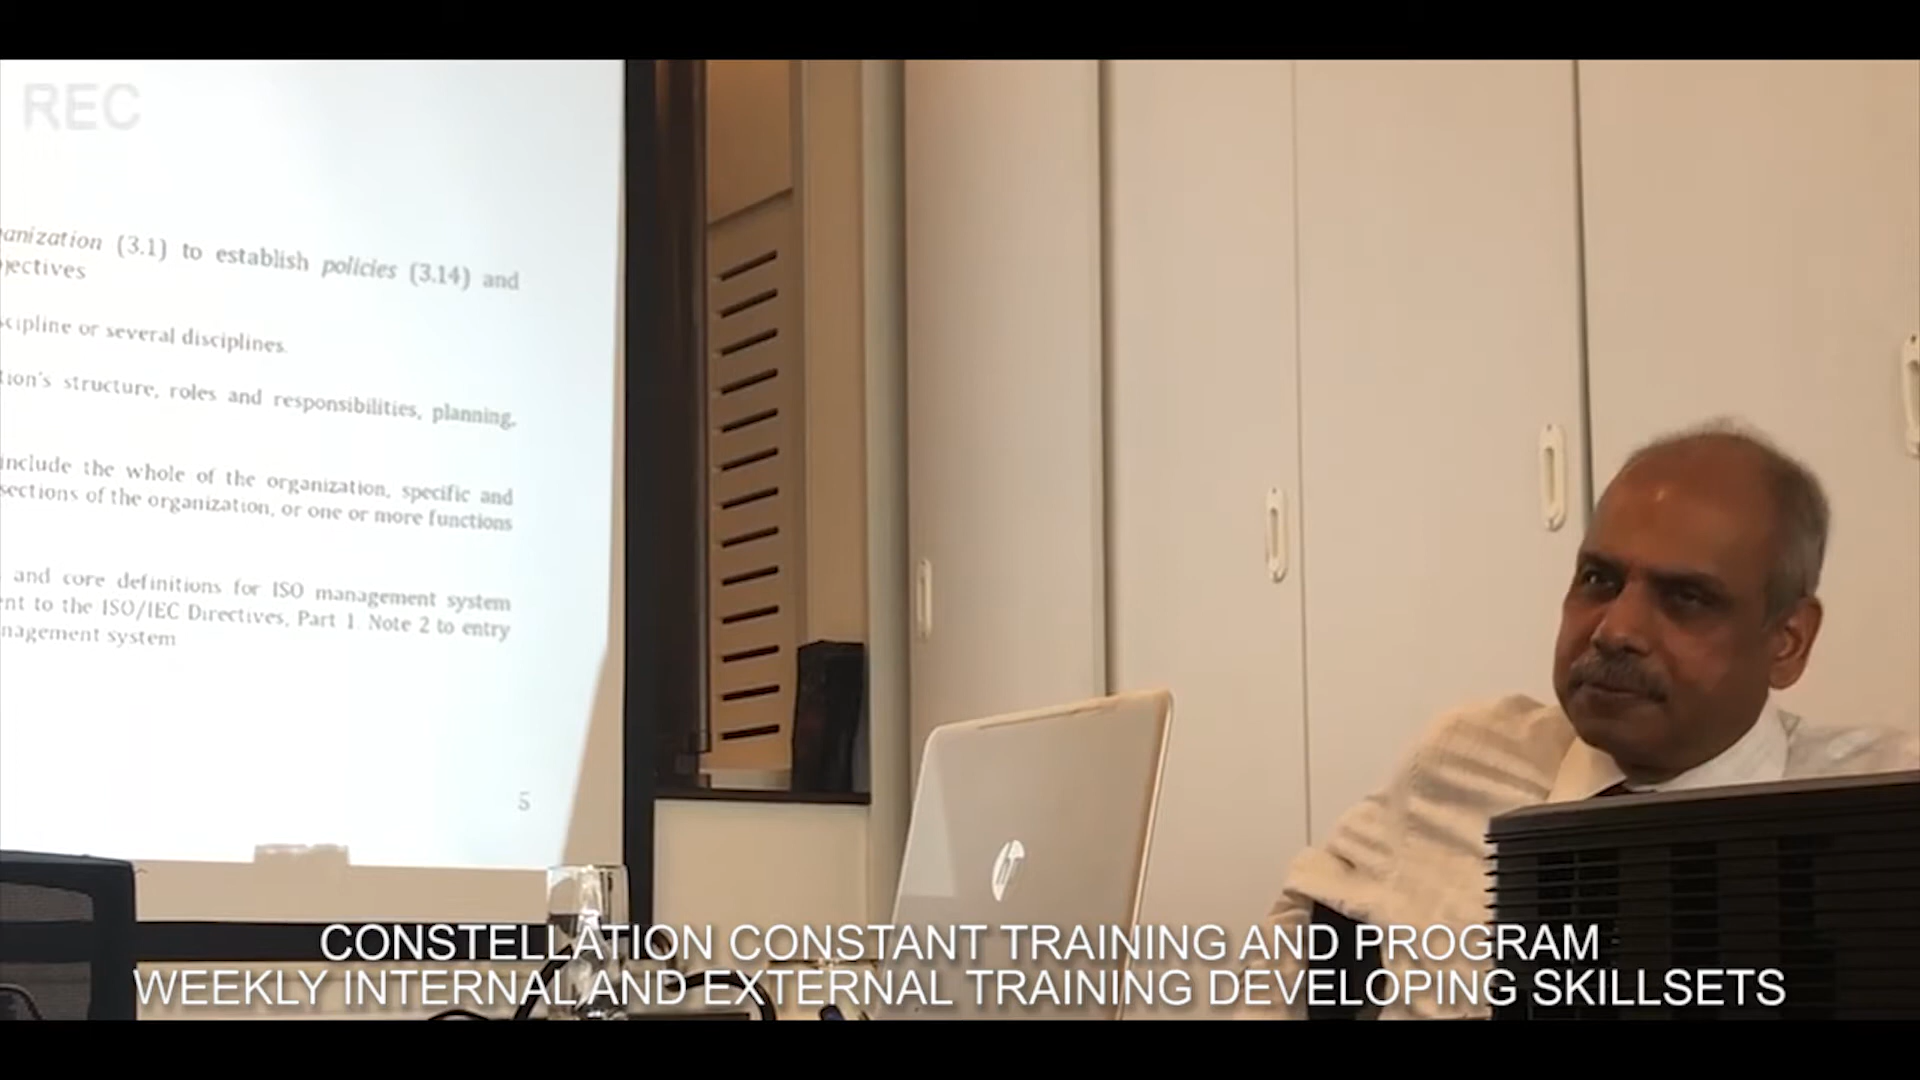 REC
anization (3.1) to establish policies (3.14) and
jectives
cipline or several disciplines.
tion's structure, roles and responsibilities, planning,
include the whole of the organization, specific and
sections of the organization, or one or more functions
and core definitions for ISO management system
nt to the ISO/IEC Directives, Part 1. Note 2 to entry
nagement system
5
hp
CONSTELLATION CONSTANT TRAINING AND PROGRAM
WEEKLY INTERNAL AND EXTERNAL TRAINING DEVELOPING SKILLSETS